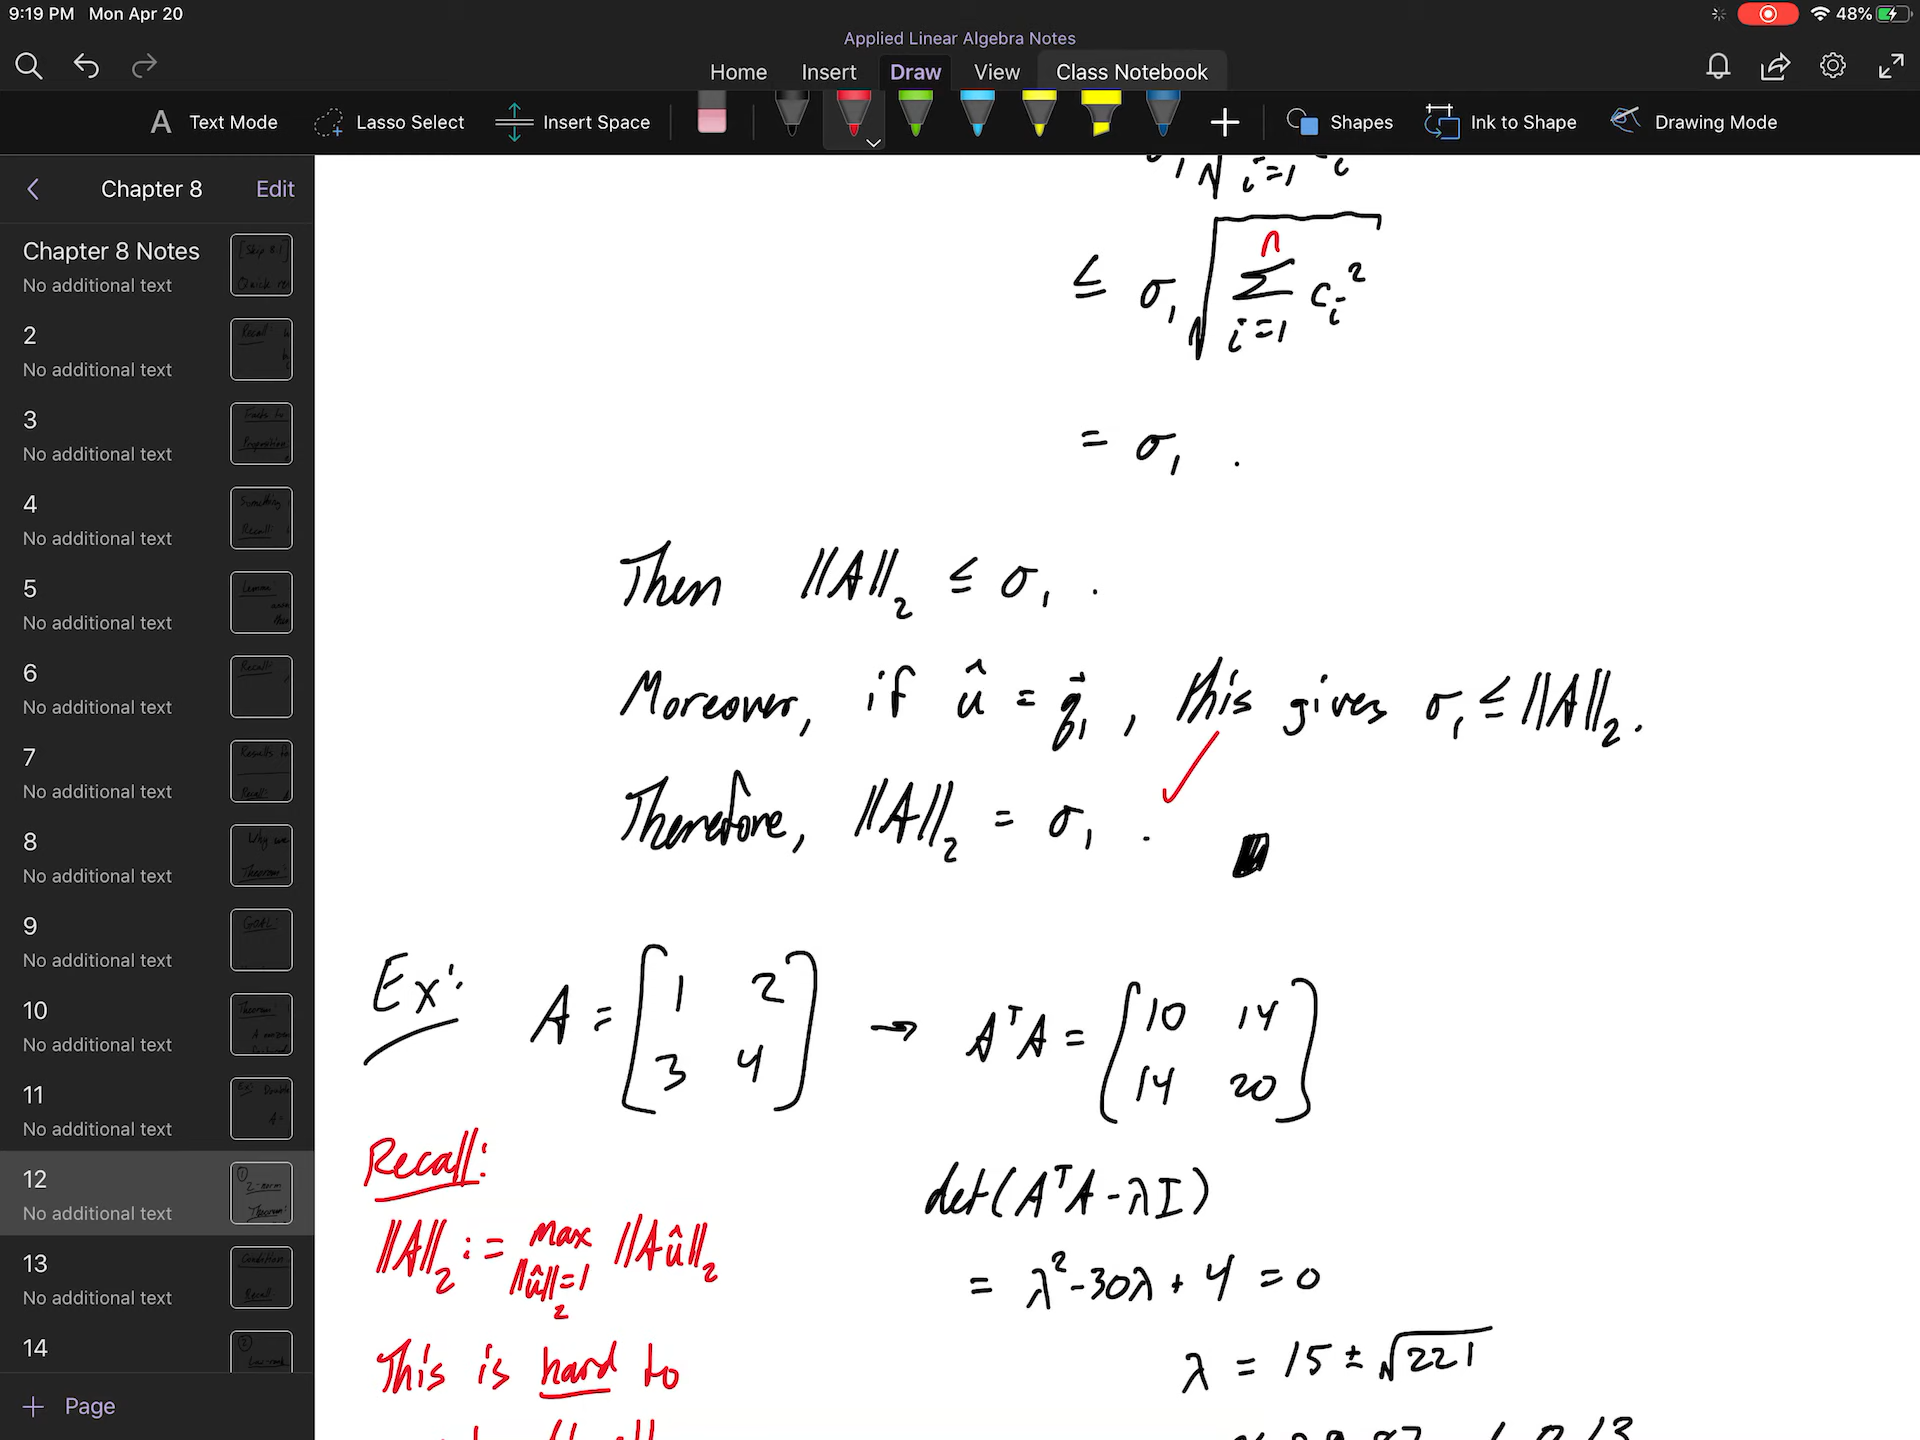 9:19 PM Mon Apr 20
48%
Applied Linear Algebra Notes
Home Insert Draw View Class Notebook
A Text Mode Lasso Select Insert Space Shapes Ink to Shape Drawing Mode
Chapter 8 Edit
Chapter 8 Notes
No additional text
2
No additional text
3
No additional text
4
No additional text
5
No additional text
6
No additional text
7
No additional text
8
No additional text
9
No additional text
10
No additional text
11
No additional text
12
No additional text
13
No additional text
14
+ Page
i=1
≤ σ₁ √ n Σ i=1 cᵢ²
= σ₁ .
Then ||A||₂ ≤ σ₁ .
Moreover, if û = q⃗₁ , this gives σ₁ ≤ ||A||₂ .
Therefore, ||A||₂ = σ₁ .
Ex: A = [1 2 3 4] → AᵀA = [10 14 14 20]
Recall:
||A||₂ := max ||û||₂=1 ||Aû||₂
This is hard to
det(AᵀA - λI)
= λ² - 30λ + 4 = 0
λ = 15 ± √221